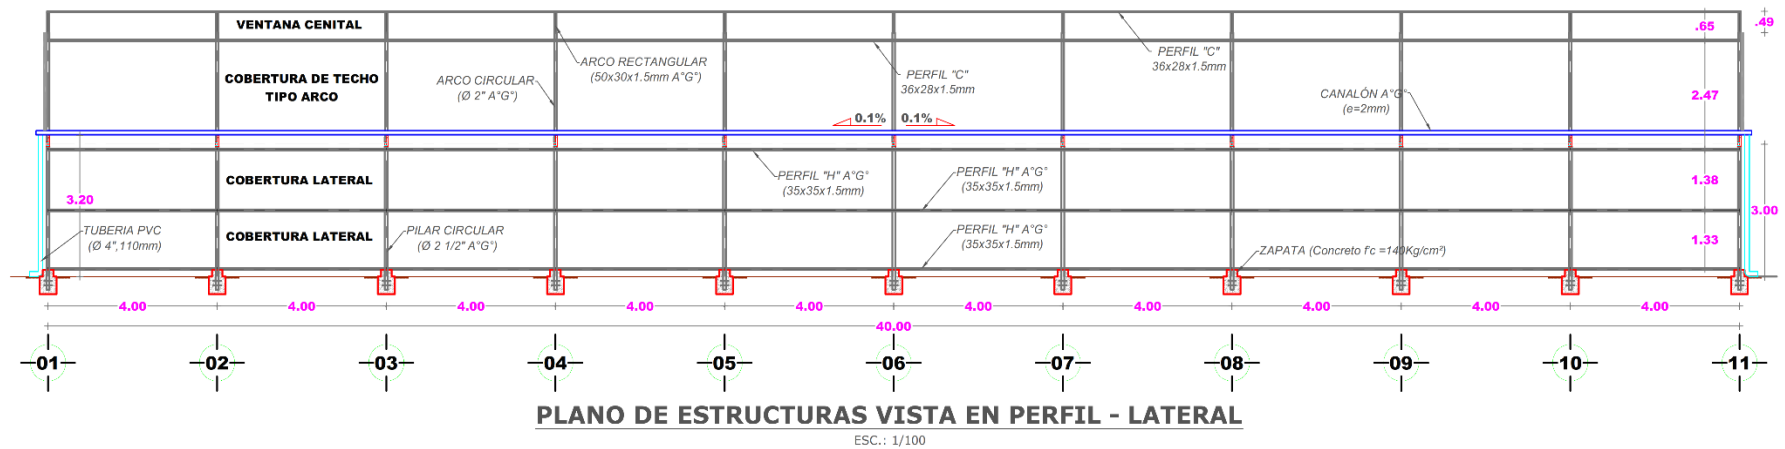 VENTANA CENITAL
.65
.49
ARCO RECTANGULAR
(50x30x1.5mm A°G°)
PERFIL "C"
36x28x1.5mm
COBERTURA DE TECHO
TIPO ARCO
ARCO CIRCULAR
(Ø 2" A°G°)
PERFIL "C"
36x28x1.5mm
CANALÓN A°G°
(e=2mm)
2.47
0.1%
0.1%
COBERTURA LATERAL
PERFIL "H" A°G°
(35x35x1.5mm)
PERFIL "H" A°G°
(35x35x1.5mm)
1.38
3.20
3.00
TUBERIA PVC
(Ø 4",110mm)
COBERTURA LATERAL
PILAR CIRCULAR
(Ø 2 1/2" A°G°)
PERFIL "H" A°G°
(35x35x1.5mm)
ZAPATA (Concreto f'c =140Kg/cm²)
1.33
4.00 4.00 4.00 4.00 4.00 4.00 4.00 4.00 4.00 4.00
40.00
01 02 03 04 05 06 07 08 09 10 11
PLANO DE ESTRUCTURAS VISTA EN PERFIL - LATERAL
ESC.: 1/100